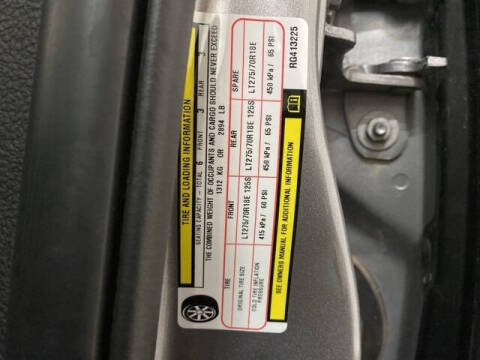 TIRE AND LOADING INFORMATION
SEATING CAPACITY - TOTAL 6 FRONT 3 REAR 3
THE COMBINED WEIGHT OF OCCUPANTS AND CARGO SHOULD NEVER EXCEED
1312 KG OR 2894 LB
TIRE FRONT REAR SPARE
ORIGINAL TIRE SIZE LT275/70R18E 125S LT275/70R18E 125S LT275/70R18E
COLD TIRE INFLATION PRESSURE 415 kPa / 60 PSI 450 kPa / 65 PSI 450 kPa / 65 PSI
SEE OWNERS MANUAL FOR ADDITIONAL INFORMATION
RG413225